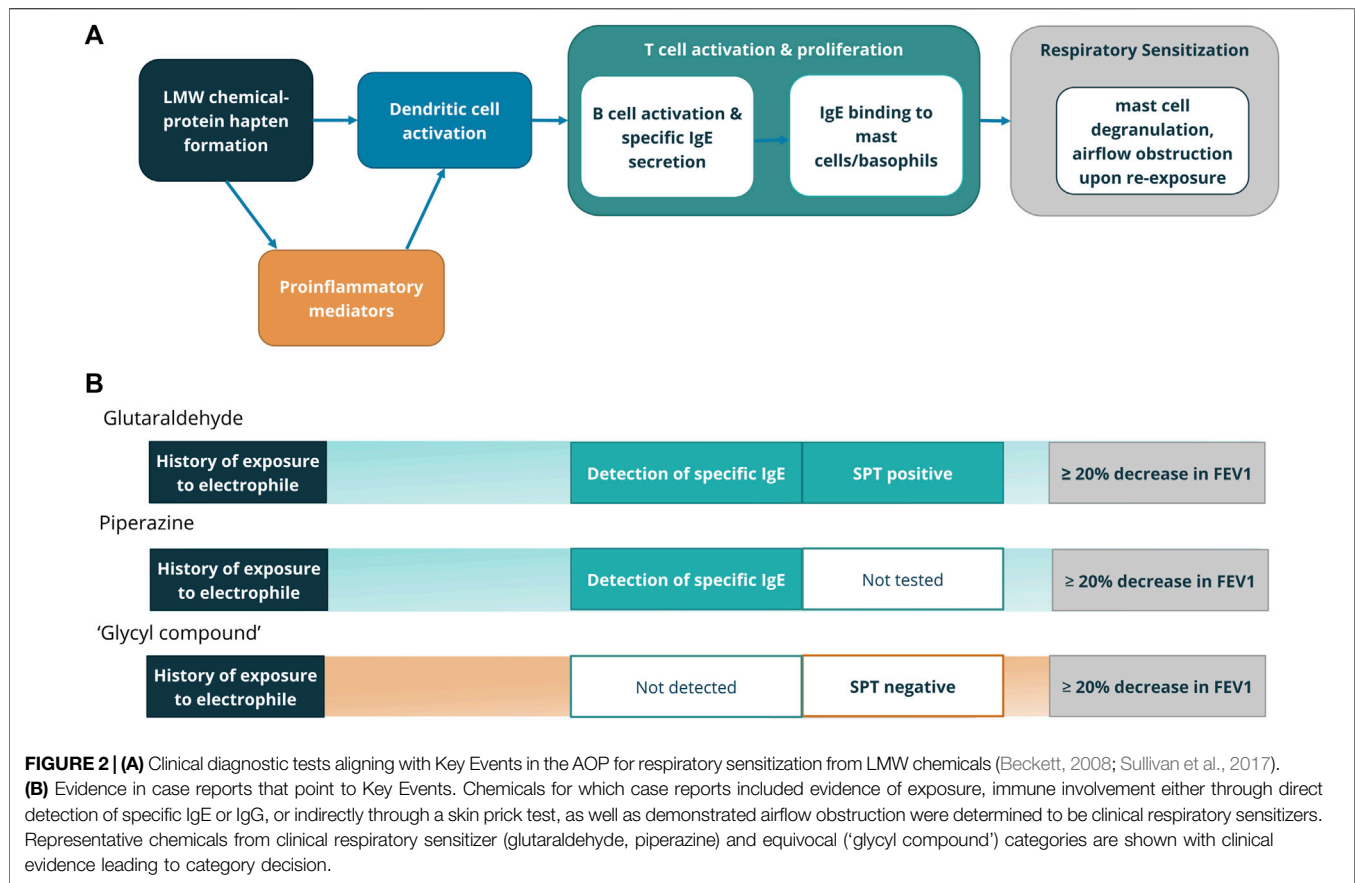 A
LMW chemical-
protein hapten
formation
Dendritic cell
activation
T cell activation & proliferation
B cell activation &
specific IgE
secretion
IgE binding to
mast
cells/basophils
Respiratory Sensitization
mast cell
degranulation,
airflow obstruction
upon re-exposure
Proinflammatory
mediators
B
Glutaraldehyde
History of exposure
to electrophile
Detection of specific IgE
SPT positive
≥ 20% decrease in FEV1
Piperazine
History of exposure
to electrophile
Detection of specific IgE
Not tested
≥ 20% decrease in FEV1
'Glycyl compound'
History of exposure
to electrophile
Not detected
SPT negative
≥ 20% decrease in FEV1
FIGURE 2 | (A) Clinical diagnostic tests aligning with Key Events in the AOP for respiratory sensitization from LMW chemicals (Beckett, 2008; Sullivan et al., 2017).
(B) Evidence in case reports that point to Key Events. Chemicals for which case reports included evidence of exposure, immune involvement either through direct
detection of specific IgE or IgG, or indirectly through a skin prick test, as well as demonstrated airflow obstruction were determined to be clinical respiratory sensitizers.
Representative chemicals from clinical respiratory sensitizer (glutaraldehyde, piperazine) and equivocal ('glycyl compound') categories are shown with clinical
evidence leading to category decision.